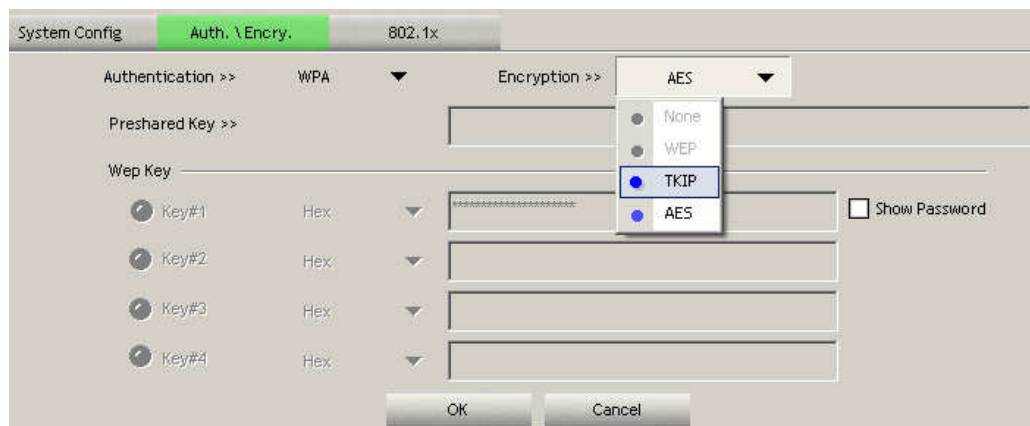 System Config Auth. \ Encry. 802.1x
Authentication >> WPA Encryption >> AES
Preshared Key >> None
WEP
Wep Key TKIP
Key#1 Hex ******************** AES Show Password
Key#2 Hex
Key#3 Hex
Key#4 Hex
OK Cancel